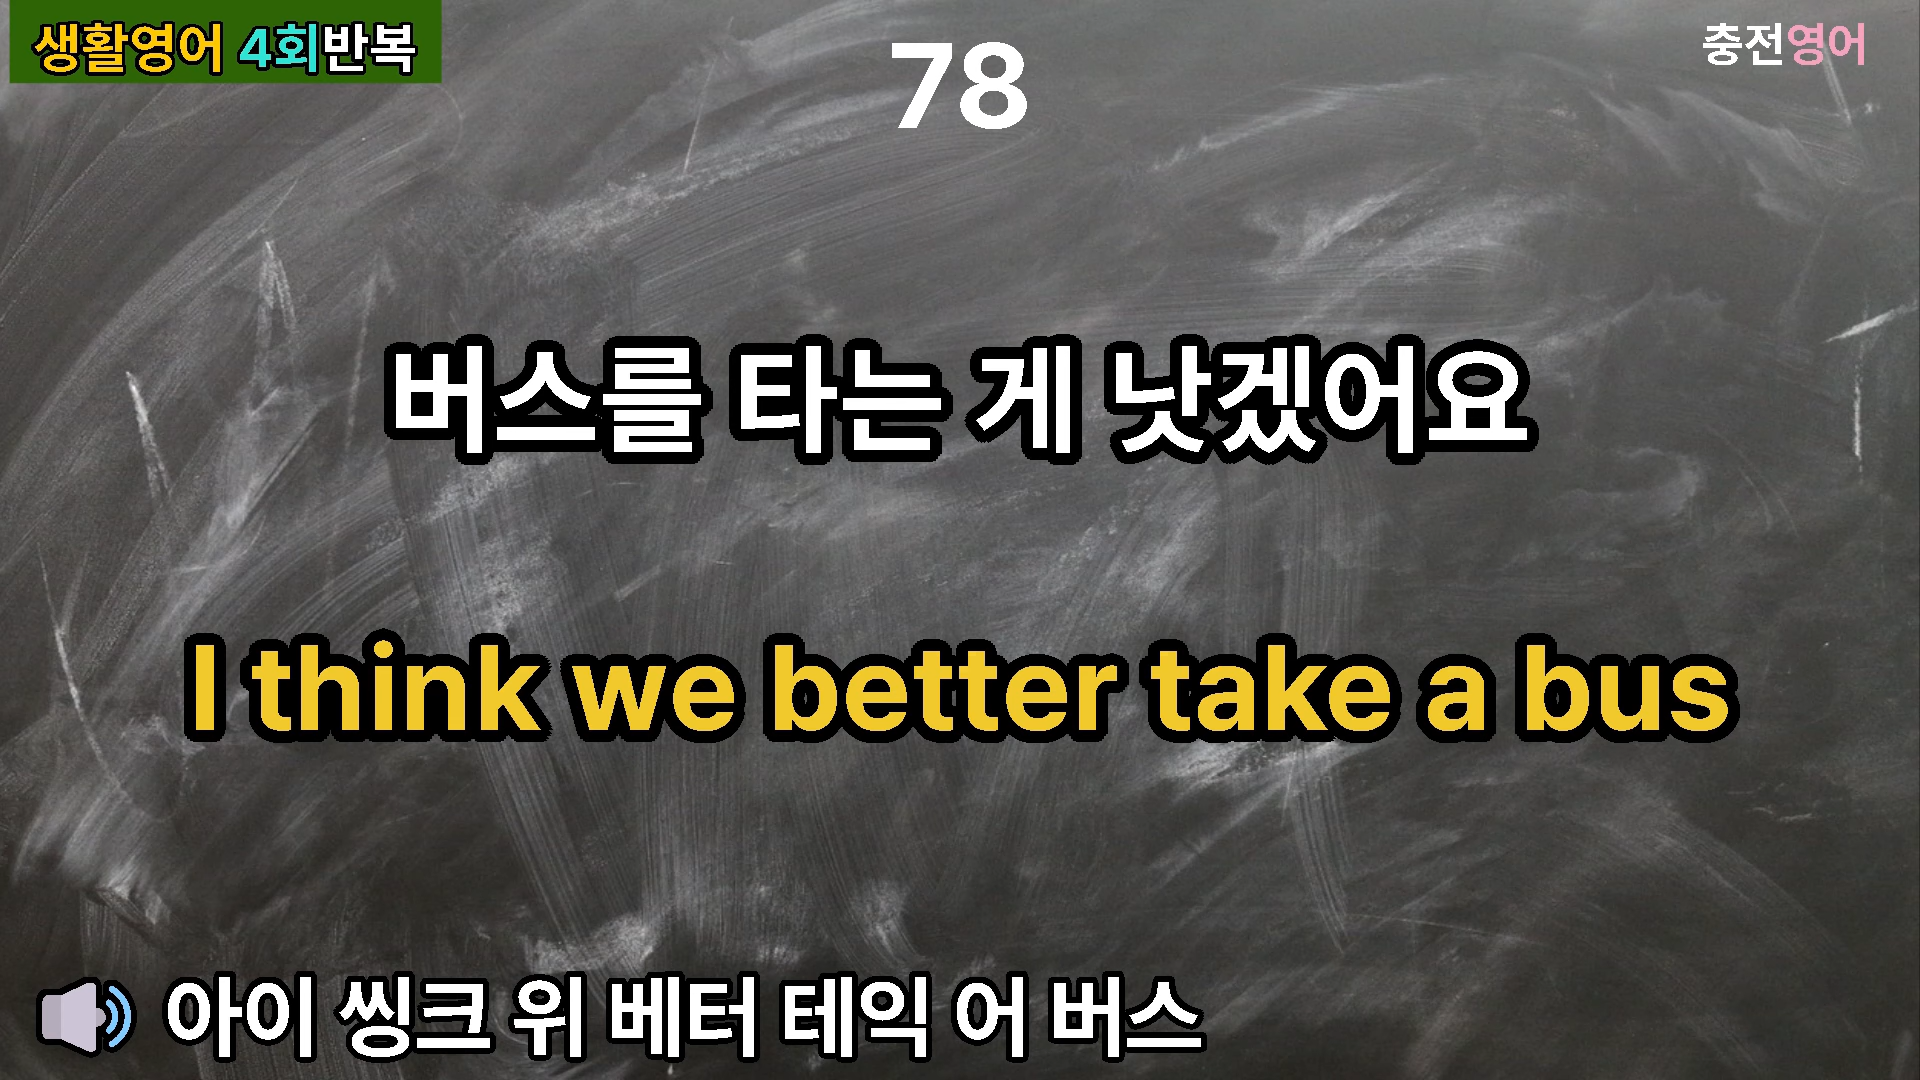 생활영어 4회반복
78
충전영어
버스를 타는 게 낫겠어요
I think we better take a bus
아이 씽크 위 베터 테익 어 버스